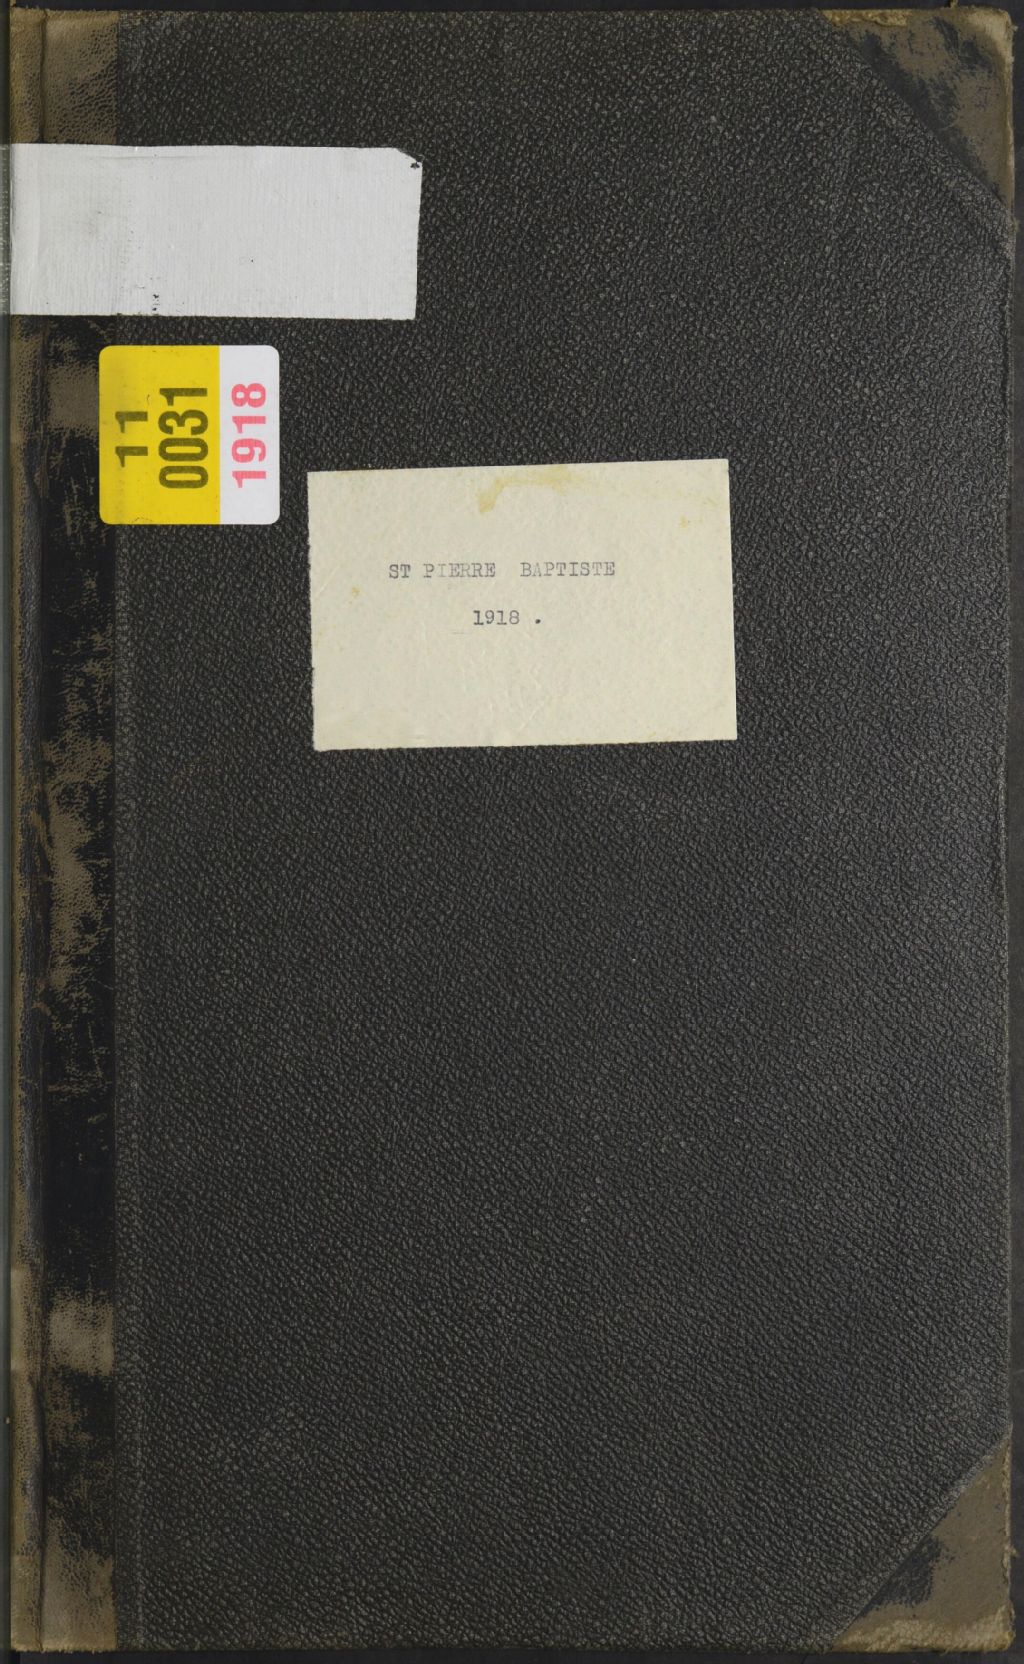 11
0031
1918
ST PIERRE BAPTISTE
1918 .